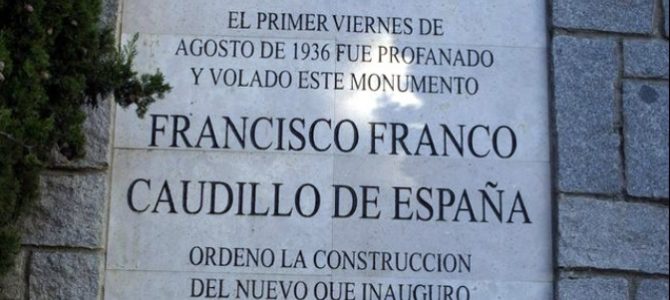 EL PRIMER VIERNES DE
AGOSTO DE 1936 FUE PROFANADO
Y VOLADO ESTE MONUMENTO
FRANCISCO FRANCO
CAUDILLO DE ESPAÑA
ORDENO LA CONSTRUCCION
DEL NUEVO QUE INAUGURO